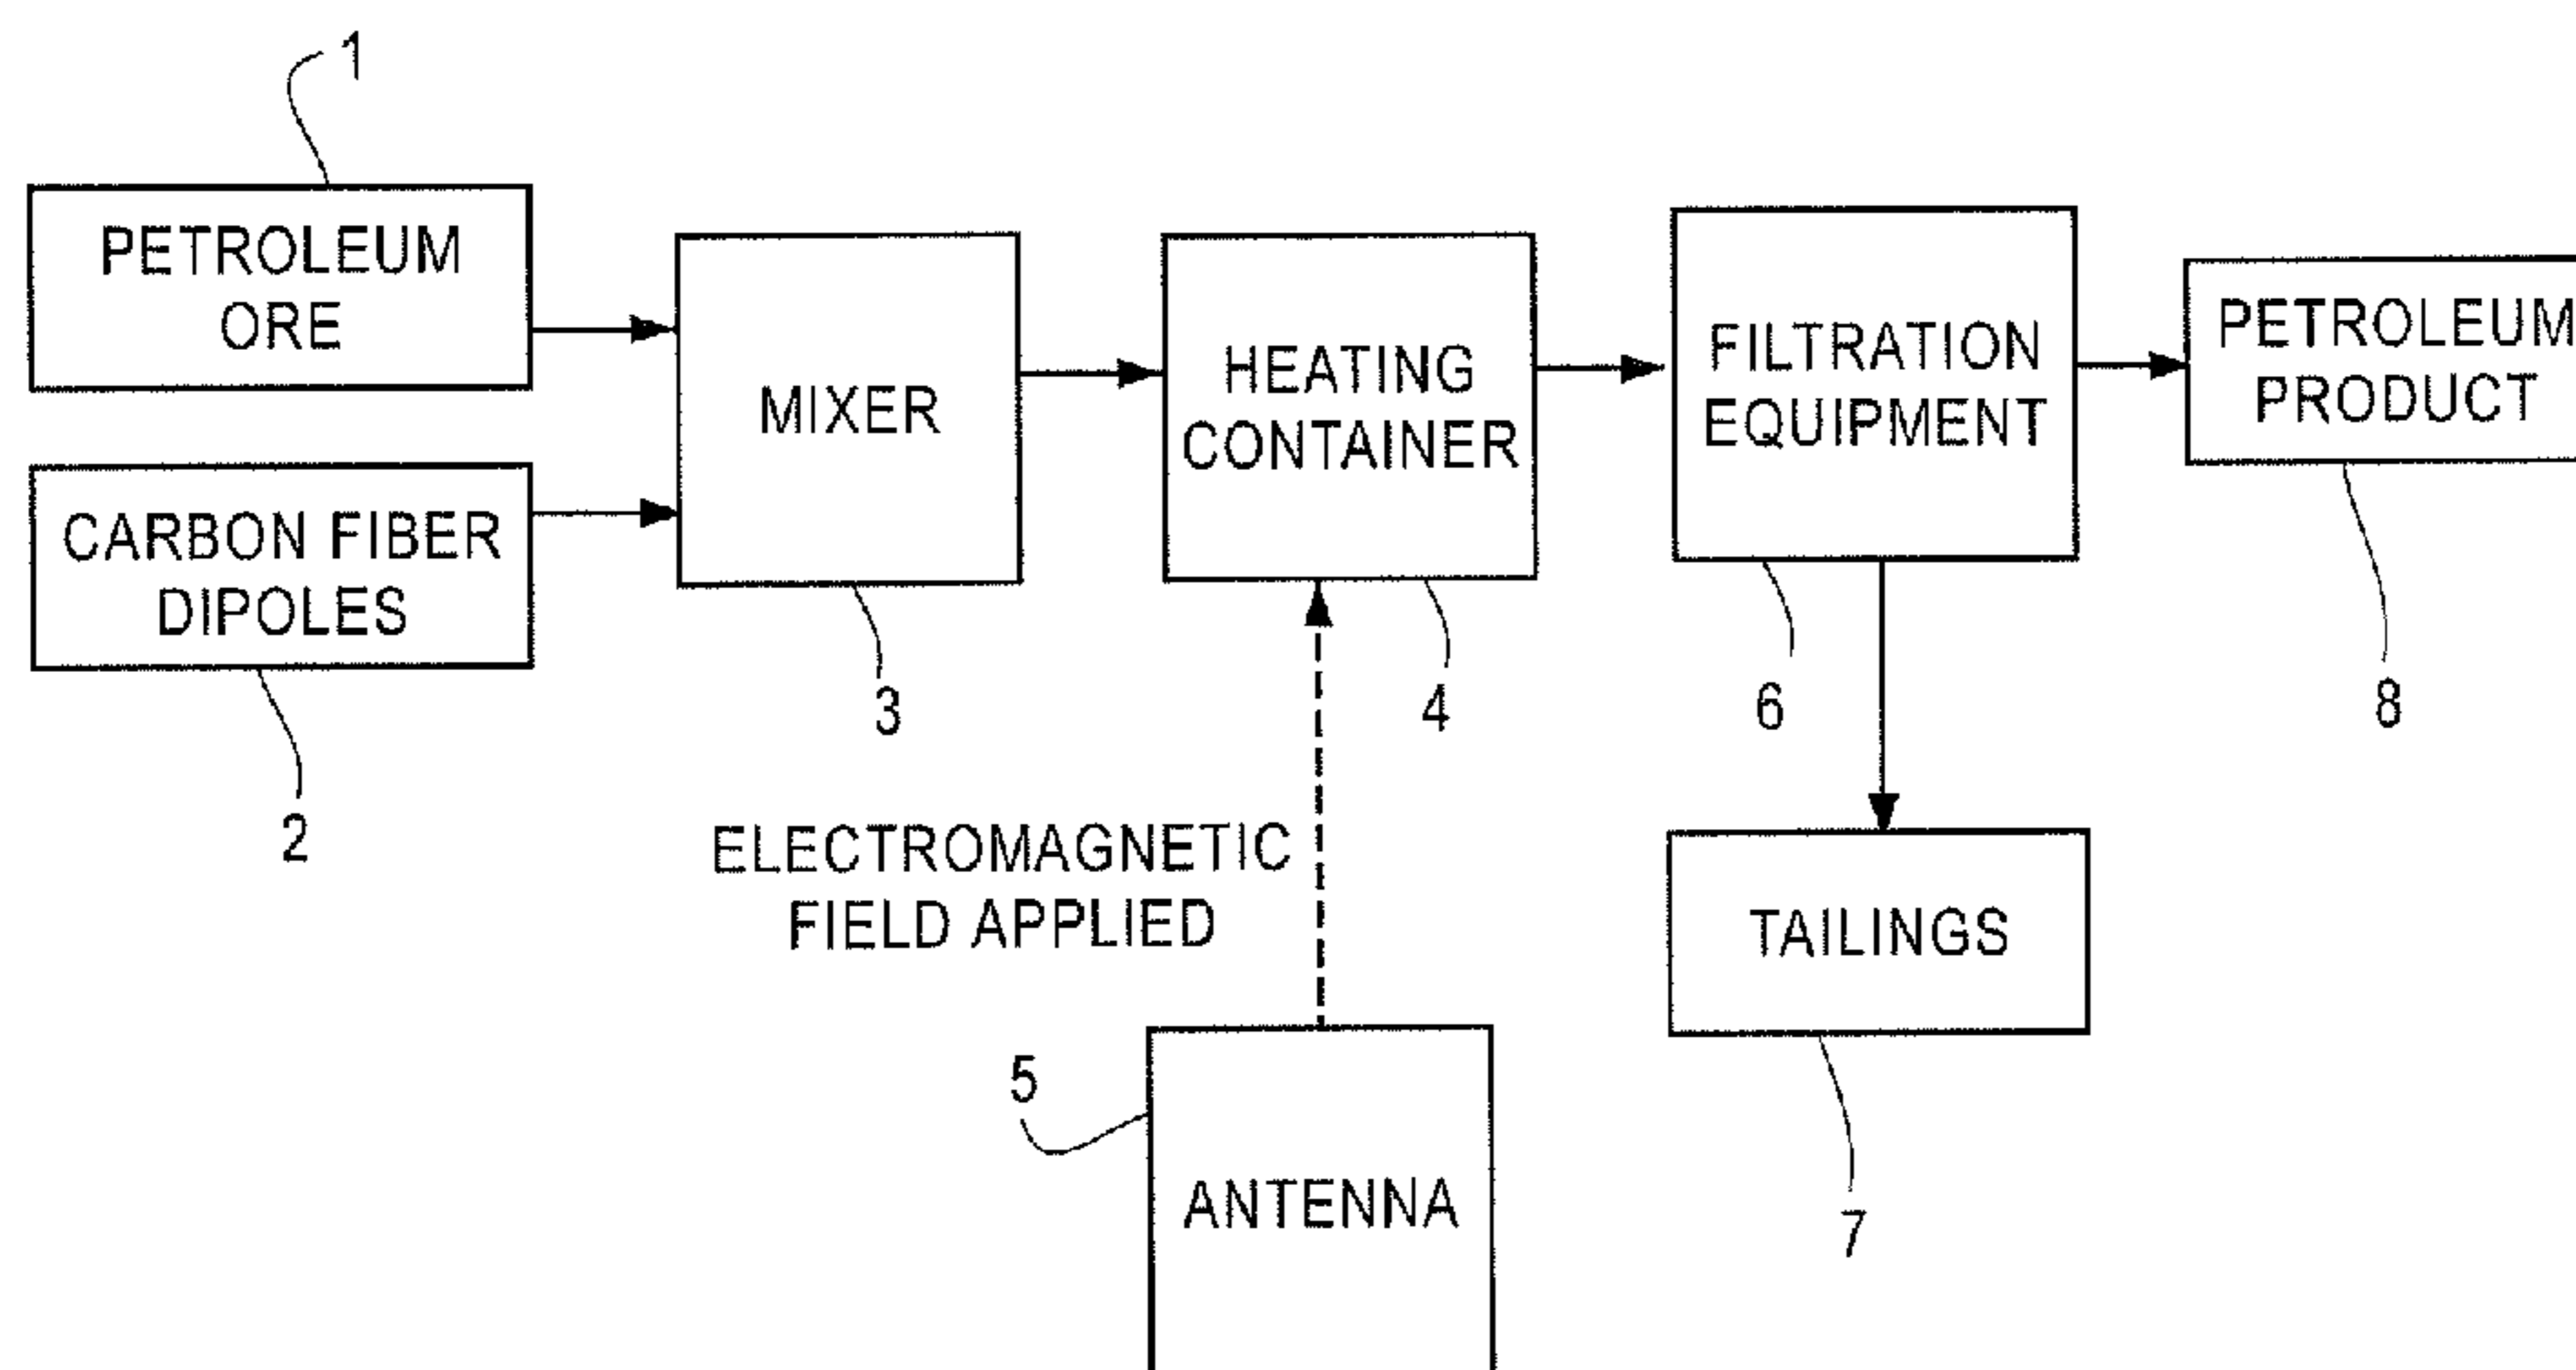 1
PETROLEUM
ORE
CARBON FIBER
DIPOLES
2
MIXER
3
HEATING
CONTAINER
4
ELECTROMAGNETIC
FIELD APPLIED
5
ANTENNA
FILTRATION
EQUIPMENT
6
TAILINGS
7
PETROLEUM
PRODUCT
8